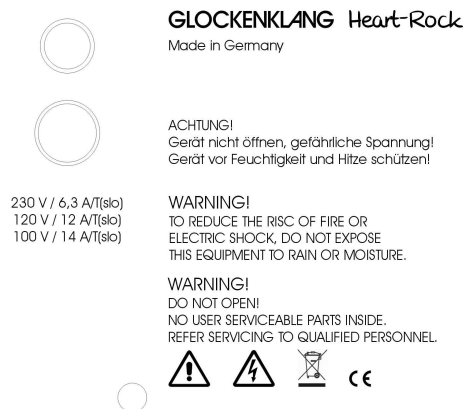 GLOCKENKLANG Heart-Rock
Made in Germany
ACHTUNG!
Gerät nicht öffnen, gefährliche Spannung!
Gerät vor Feuchtigkeit und Hitze schützen!
230 V / 6,3 A/T(slo)
120 V / 12 A/T(slo)
100 V / 14 A/T(slo)
WARNING!
TO REDUCE THE RISC OF FIRE OR
ELECTRIC SHOCK, DO NOT EXPOSE
THIS EQUIPMENT TO RAIN OR MOISTURE.
WARNING!
DO NOT OPEN!
NO USER SERVICEABLE PARTS INSIDE.
REFER SERVICING TO QUALIFIED PERSONNEL.
CE